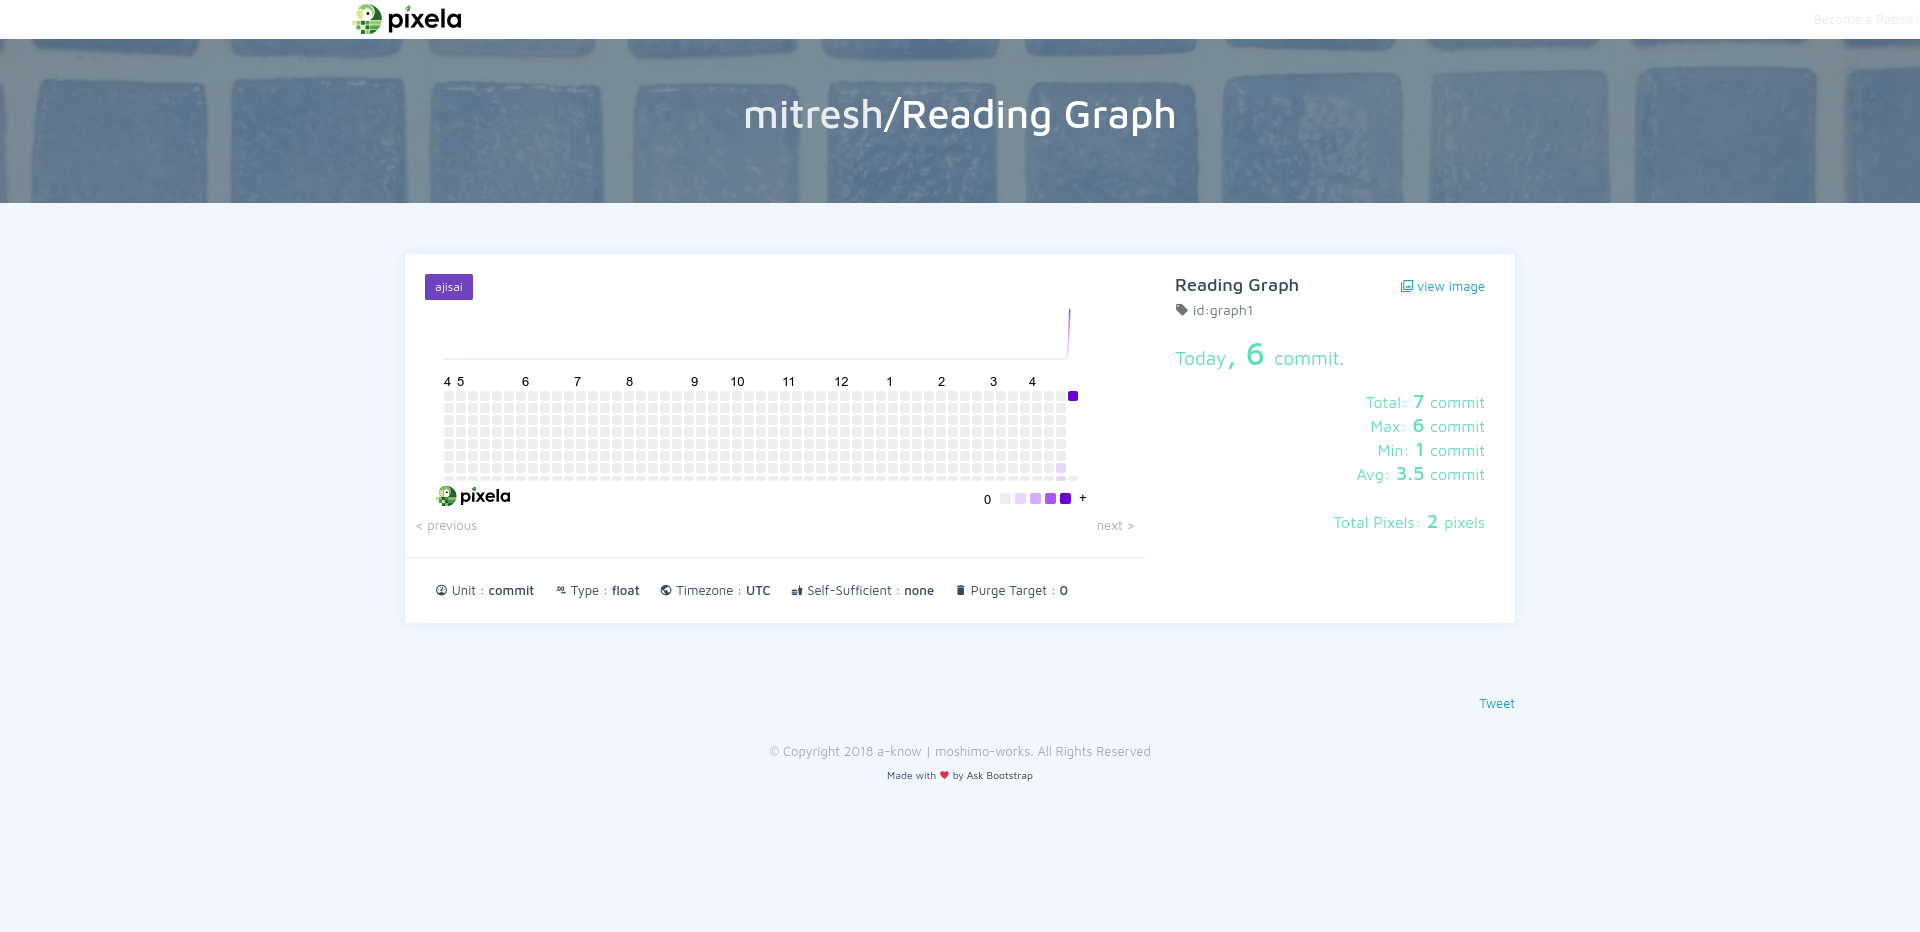 pixela
Become a Patron!
mitresh/Reading Graph
ajisai
4 5 6 7 8 9 10 11 12 1 2 3 4
pixela
0 +
< previous
next >
Unit : commit Type : float Timezone : UTC Self-Sufficient : none Purge Target : 0
Reading Graph
view image
id:graph1
Today, 6 commit.
Total: 7 commit
Max: 6 commit
Min: 1 commit
Avg: 3.5 commit
Total Pixels: 2 pixels
Tweet
© Copyright 2018 a-know | moshimo-works. All Rights Reserved
Made with ❤ by Ask Bootstrap